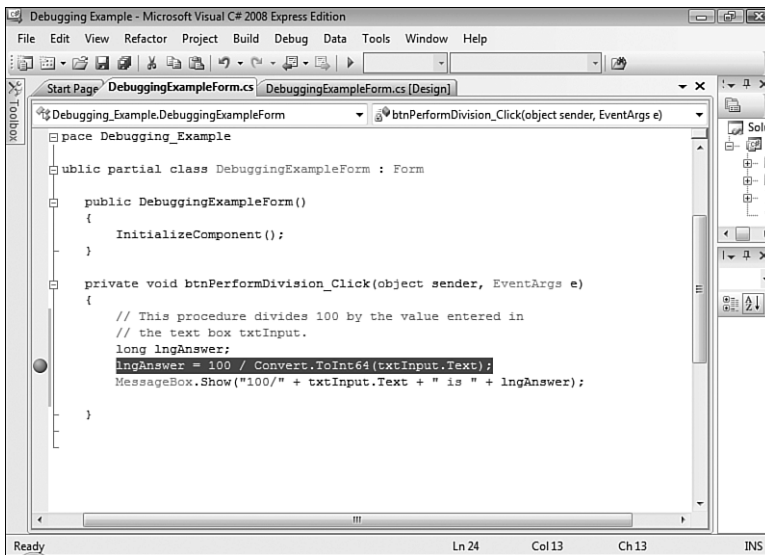 Debugging Example - Microsoft Visual C# 2008 Express Edition
File Edit View Refactor Project Build Debug Data Tools Window Help
Toolbox
Start Page DebuggingExampleForm.cs DebuggingExampleForm.cs [Design]
Debugging_Example.DebuggingExampleForm btnPerformDivision_Click(object sender, EventArgs e)
Solu
pace Debugging_Example
ublic partial class DebuggingExampleForm : Form
public DebuggingExampleForm()
{
InitializeComponent();
}
private void btnPerformDivision_Click(object sender, EventArgs e)
{
// This procedure divides 100 by the value entered in
// the text box txtInput.
long lngAnswer;
lngAnswer = 100 / Convert.ToInt64(txtInput.Text);
MessageBox.Show("100/" + txtInput.Text + " is " + lngAnswer);
}
Ready Ln 24 Col 13 Ch 13 INS